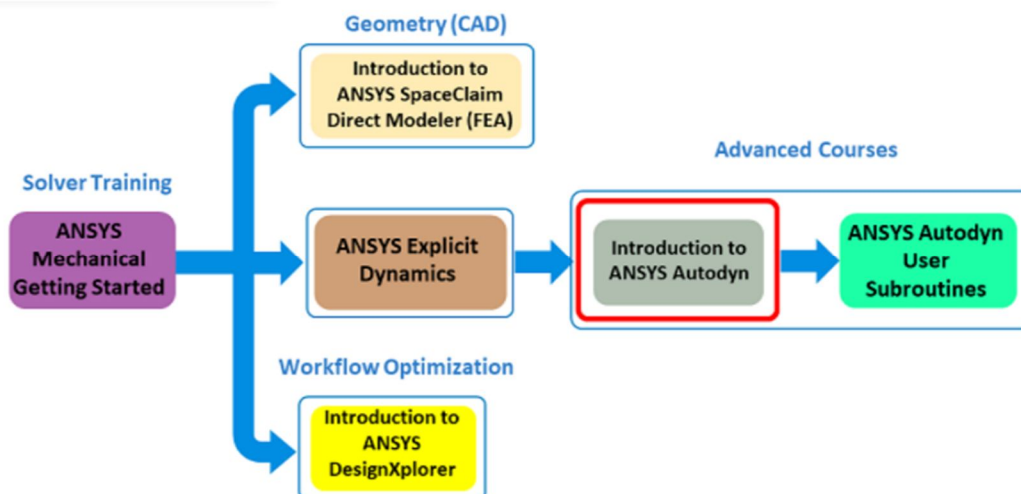 Geometry (CAD)
Introduction to
ANSYS SpaceClaim
Direct Modeler (FEA)
Advanced Courses
Solver Training
ANSYS
Mechanical
Getting Started
ANSYS Explicit
Dynamics
Introduction to
ANSYS Autodyn
ANSYS Autodyn
User
Subroutines
Workflow Optimization
Introduction to
ANSYS
DesignXplorer